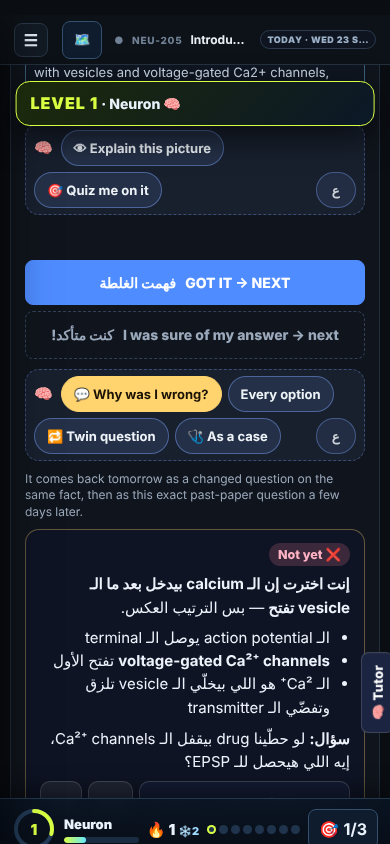 ☰ 🗺️ NEU-205 Introdu... TODAY · WED 23 S...
with vesicles and voltage-gated Ca2+ channels,
LEVEL 1 · Neuron 🧠
🧠 👁 Explain this picture
🎯 Quiz me on it ع
فهمت الغلطة GOT IT → NEXT
كنت متأكد! I was sure of my answer → next
🧠 💬 Why was I wrong? Every option
🔁 Twin question 🩺 As a case ع
It comes back tomorrow as a changed question on the
same fact, then as this exact past-paper question a few
days later.
Not yet ❌
إنت اخترت إن الـ calcium بيدخل بعد ما الـ
vesicle تفتح — بس الترتيب العكس.
• الـ action potential يوصل الـ terminal
• voltage-gated Ca²⁺ channels تفتح الأول
• الـ Ca²⁺ هو اللي بيخلّي الـ vesicle تلزق
وتفضّي الـ transmitter
سؤال: لو حطّينا drug بيقفل الـ Ca²⁺ channels،
إيه اللي هيحصل للـ EPSP؟
🧠 Tutor
1 Neuron 🔥 1 ❄️2 🎯 1/3